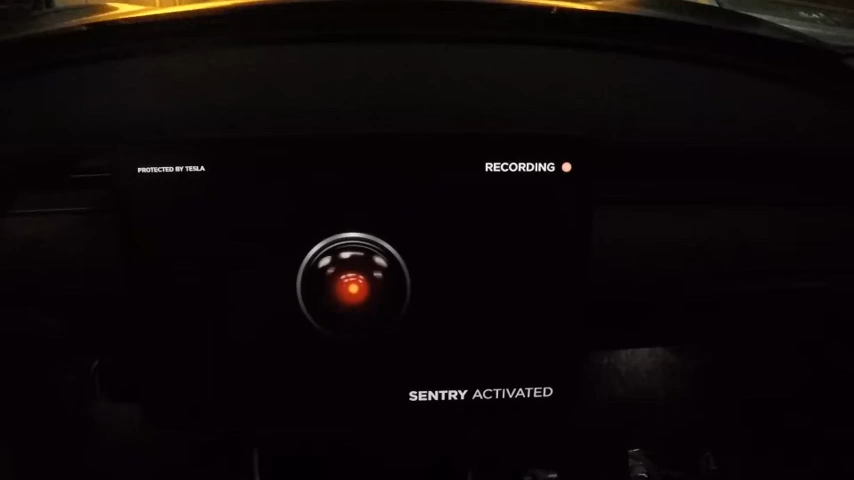 PROTECTED BY TESLA
RECORDING
SENTRY ACTIVATED